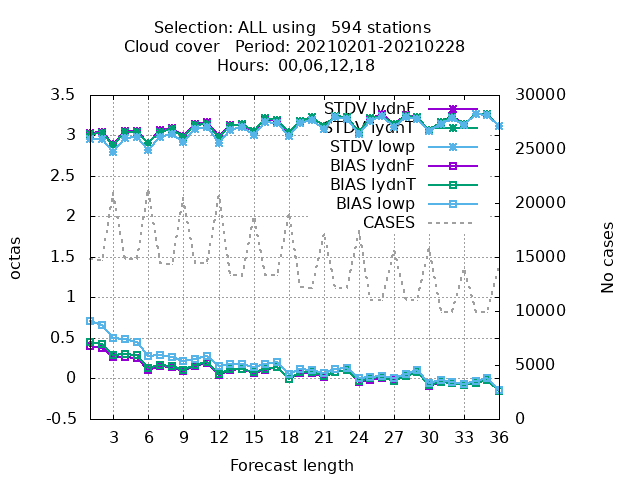 Selection: ALL using   594 stations
Cloud cover   Period: 20210201-20210228
Hours:  00,06,12,18
3.5
3
2.5
2
1.5
1
0.5
0
-0.5
octas
30000
25000
20000
15000
10000
5000
0
No cases
STDV lydnF
STDV lydnT
STDV lowp
BIAS lydnF
BIAS lydnT
BIAS lowp
CASES
3 6 9 12 15 18 21 24 27 30 33 36
Forecast length